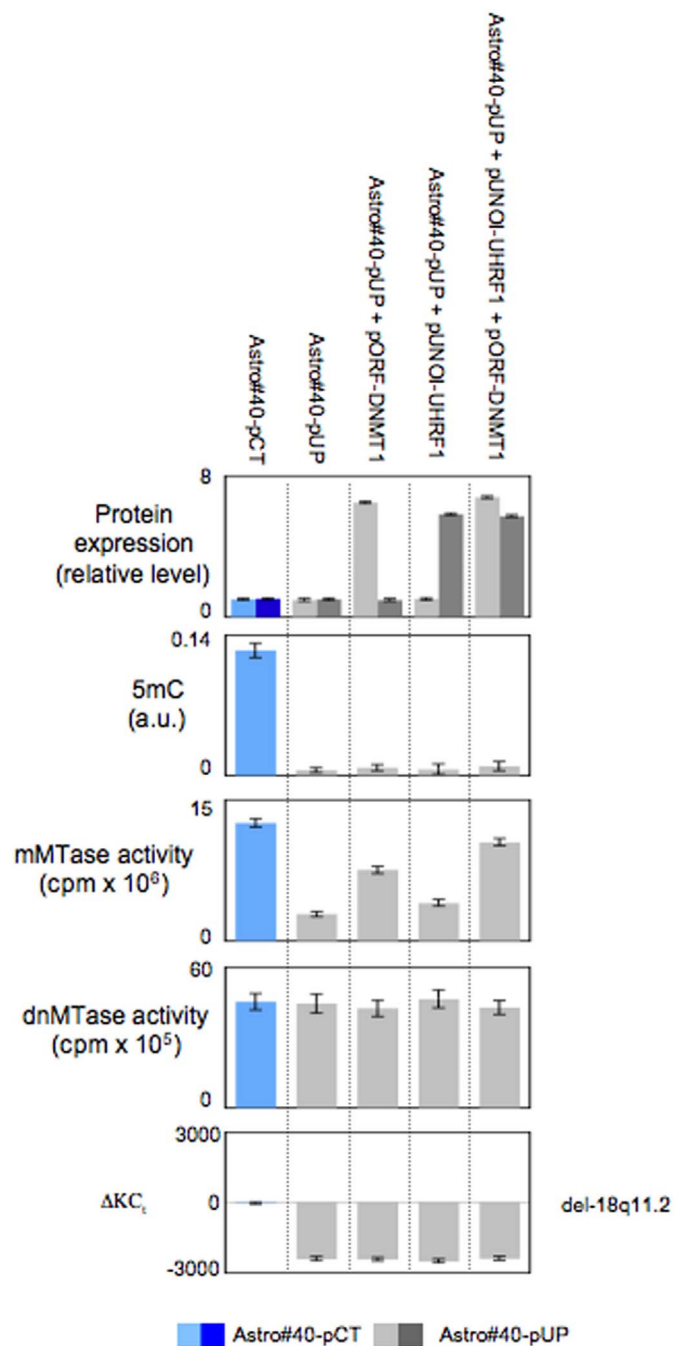 Astro#40-pCT
Astro#40-pUP
Astro#40-pUP + pORF-DNMT1
Astro#40-pUP + pUNOI-UHRF1
Astro#40-pUP + pUNOI-UHRF1 + pORF-DNMT1
Protein
expression
(relative level)
8
0
5mC
(a.u.)
0.14
0
mMTase activity
(cpm x 10⁶)
15
0
dnMTase activity
(cpm x 10⁵)
60
0
ΔKCₜ
3000
0
-3000
del-18q11.2
Astro#40-pCT
Astro#40-pUP